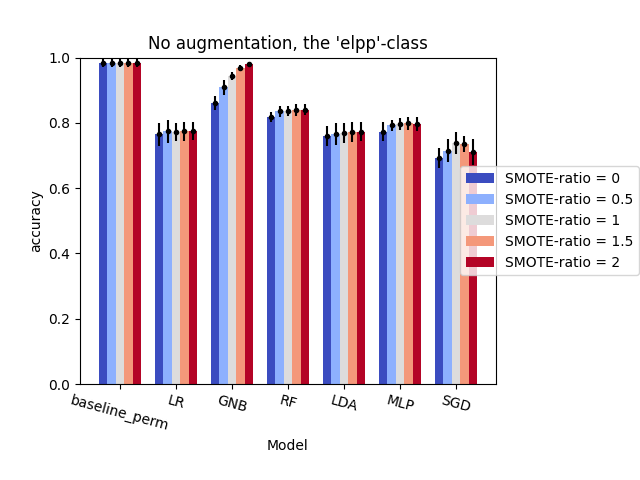 No augmentation, the 'elpp'-class
accuracy
1.0
0.8
0.6
0.4
0.2
0.0
SMOTE-ratio = 0
SMOTE-ratio = 0.5
SMOTE-ratio = 1
SMOTE-ratio = 1.5
SMOTE-ratio = 2
baseline_perm
LR
GNB
RF
LDA
MLP
SGD
Model